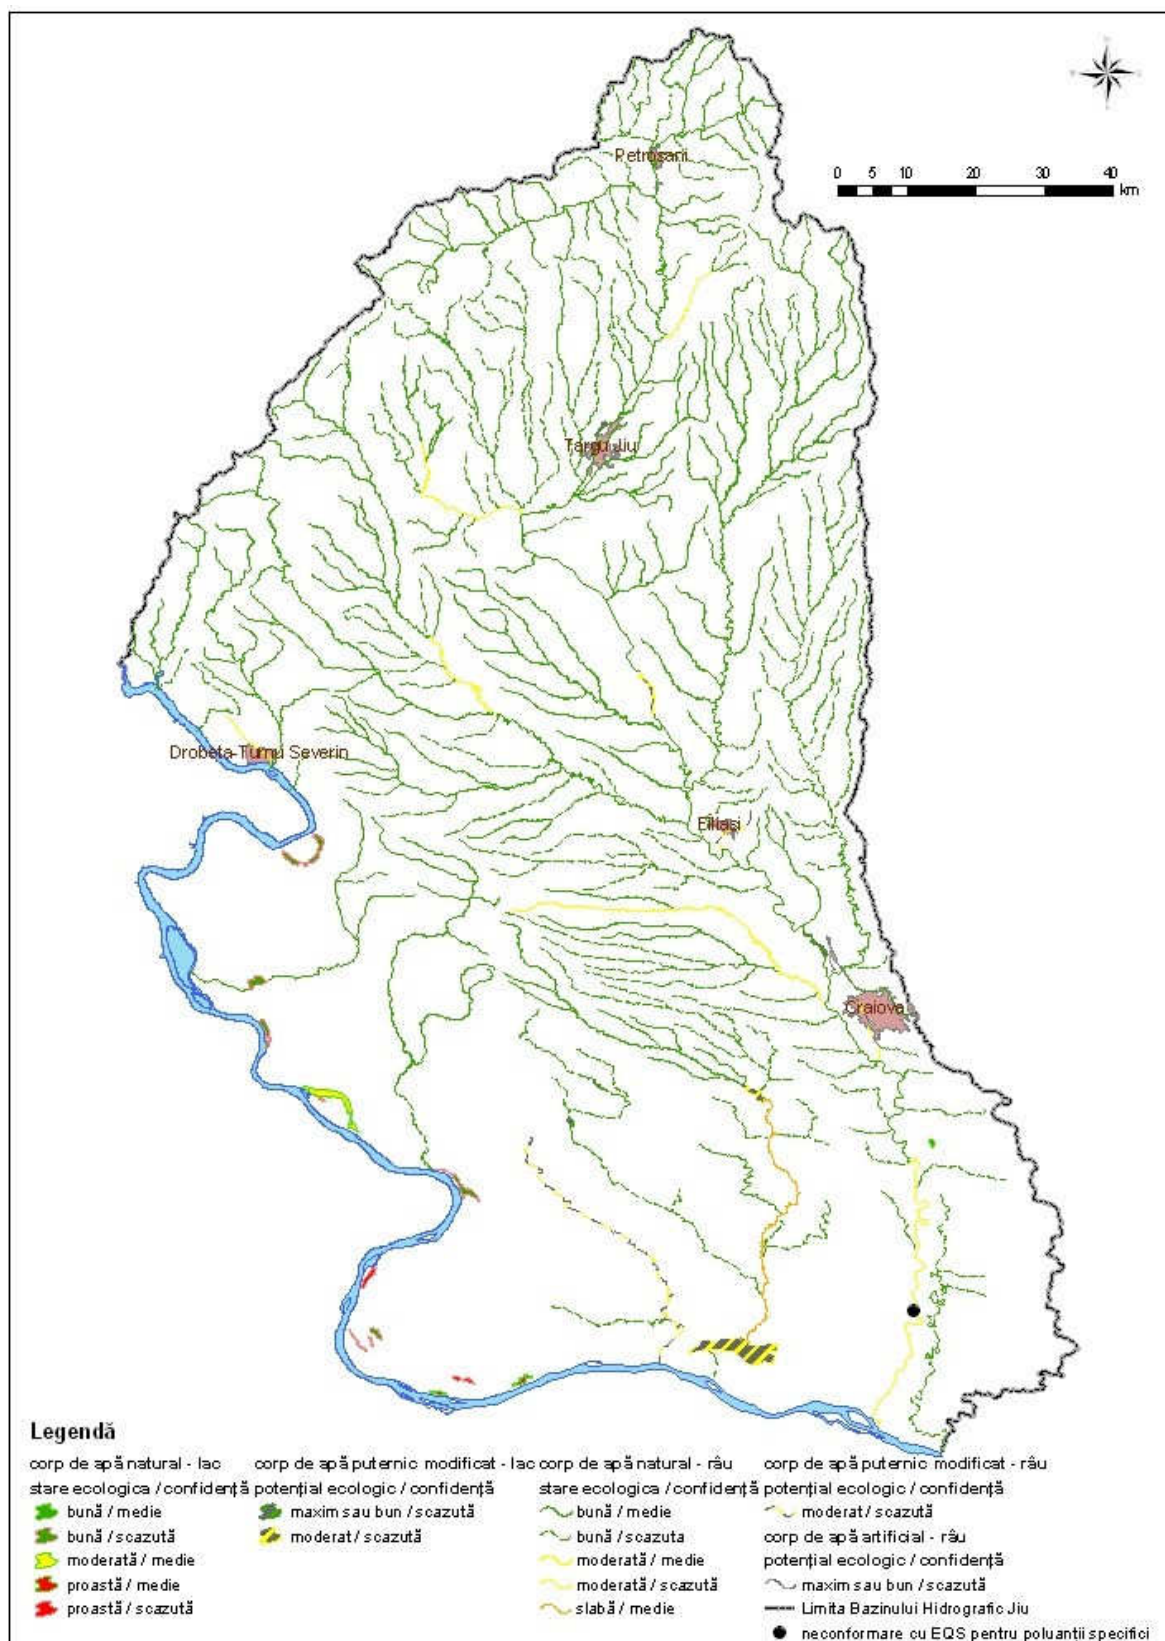 Petroşani
0 5 10 20 30 40
km
Targu Jiu
Drobeta-Turnu Severin
Filiasi
Craiova
Legendă
corp de apă natural - lac
stare ecologica / confidenţă
bună / medie
bună / scazută
moderată / medie
proastă / medie
proastă / scazută
corp de apă puternic modificat - lac
potenţial ecologic / confidenţă
maxim sau bun / scazută
moderat / scazută
corp de apă natural - râu
stare ecologica / confidenţă
bună / medie
bună / scazuta
moderată / medie
moderată / scazută
slabă / medie
corp de apă puternic modificat - râu
potenţial ecologic / confidenţă
moderat / scazută
corp de apă artificial - râu
potenţial ecologic / confidenţă
maxim sau bun / scazută
Limita Bazinului Hidrografic Jiu
neconformare cu EQS pentru poluanţii specifici